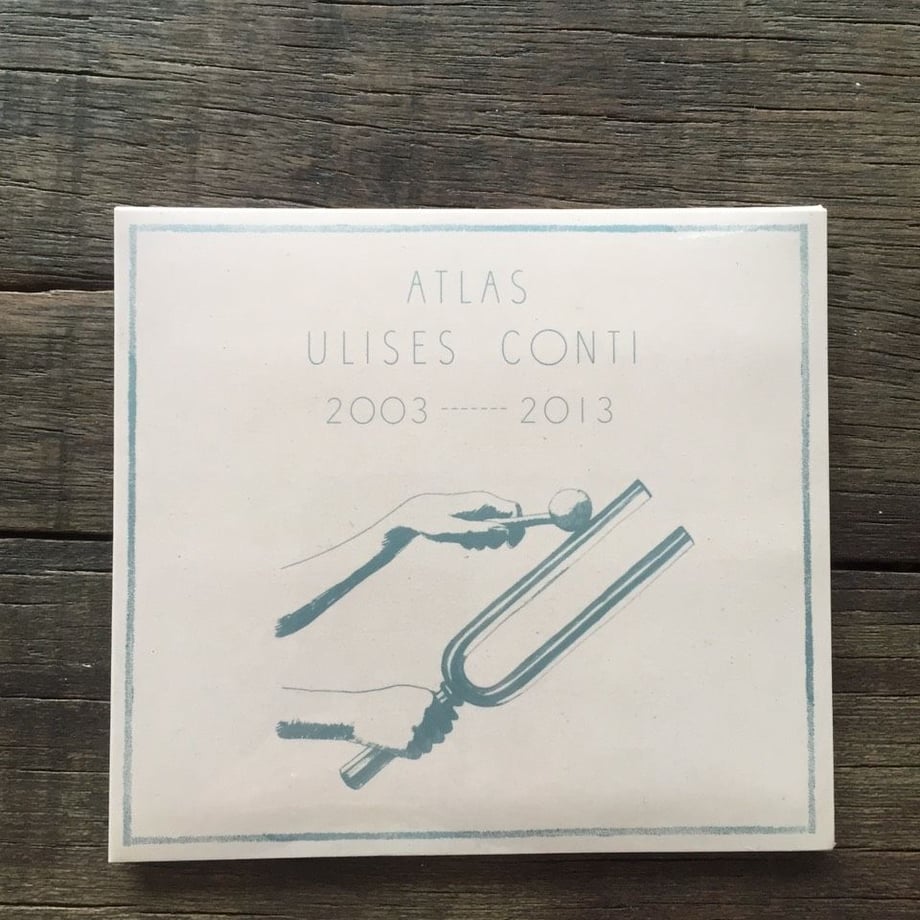 ATLAS
ULISES CONTI
2003 ------- 2013